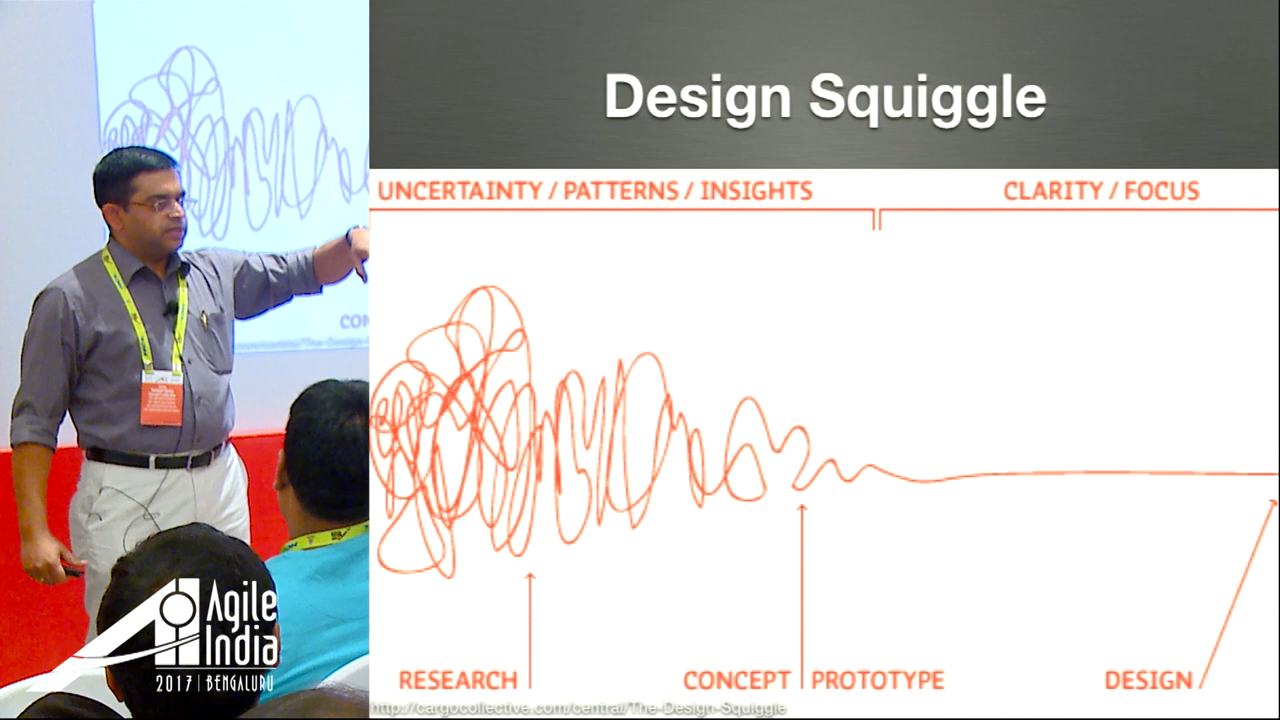 Design Squiggle
UNCERTAINTY / PATTERNS / INSIGHTS
CLARITY / FOCUS
RESEARCH
CONCEPT
PROTOTYPE
DESIGN
http://cargocollective.com/central/The-Design-Squiggle
Agile
India
2017 | BENGALURU